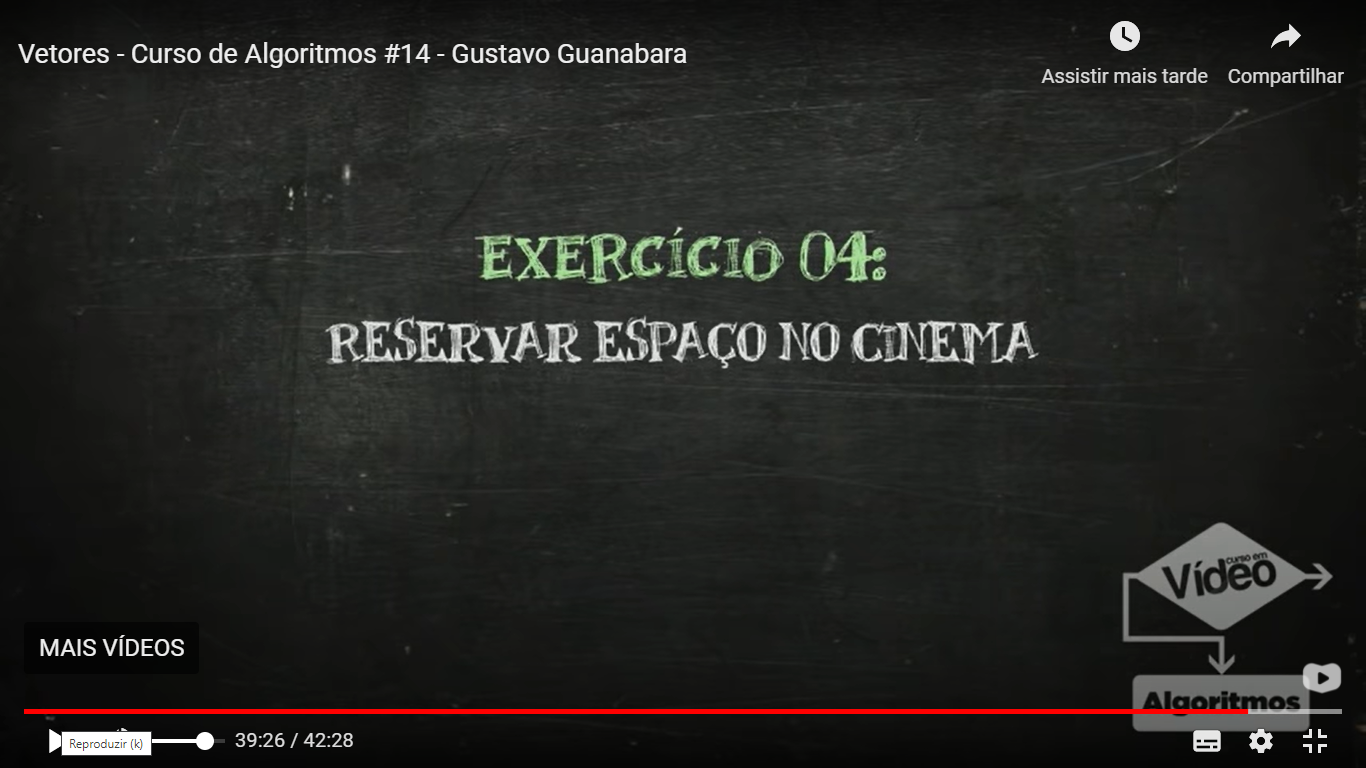 Vetores - Curso de Algoritmos #14 - Gustavo Guanabara
Assistir mais tarde
Compartilhar
EXERCÍCIO 04:
RESERVAR ESPAÇO NO CINEMA
curso em
Vídeo
MAIS VÍDEOS
Algoritmos
Reproduzir (k)
39:26 / 42:28